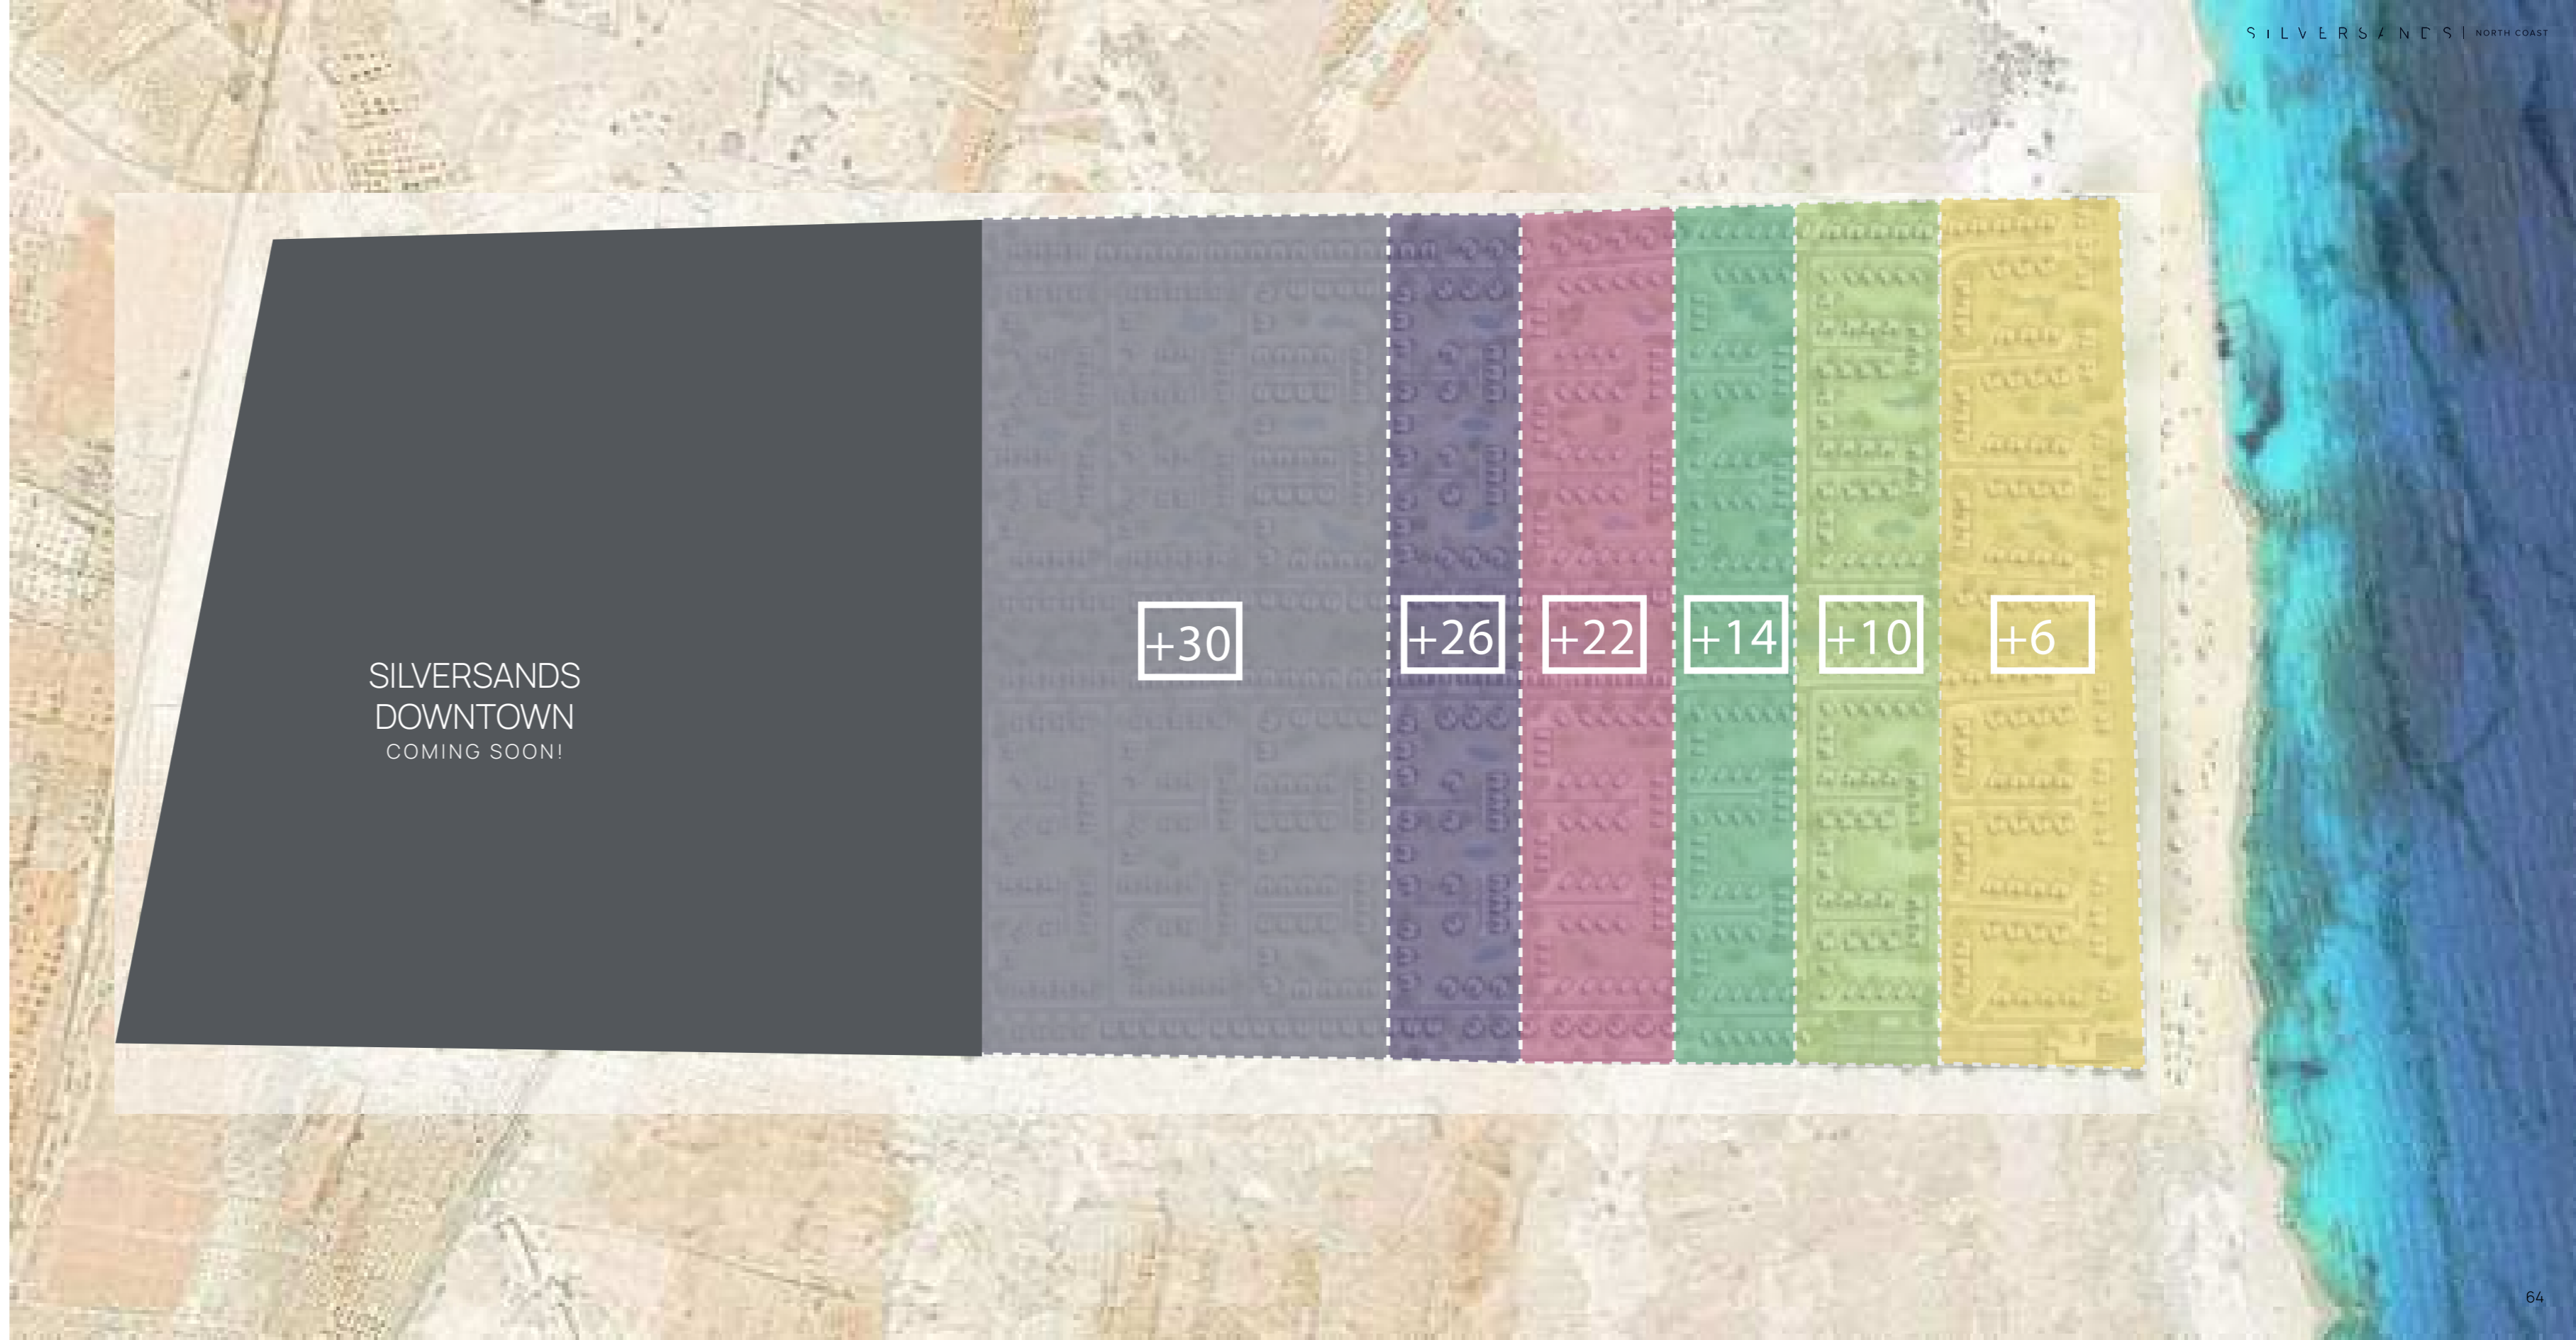 SILVERSANDS | NORTH COAST
+30
+26
+22
+14
+10
+6
SILVERSANDS
DOWNTOWN
COMING SOON!
64